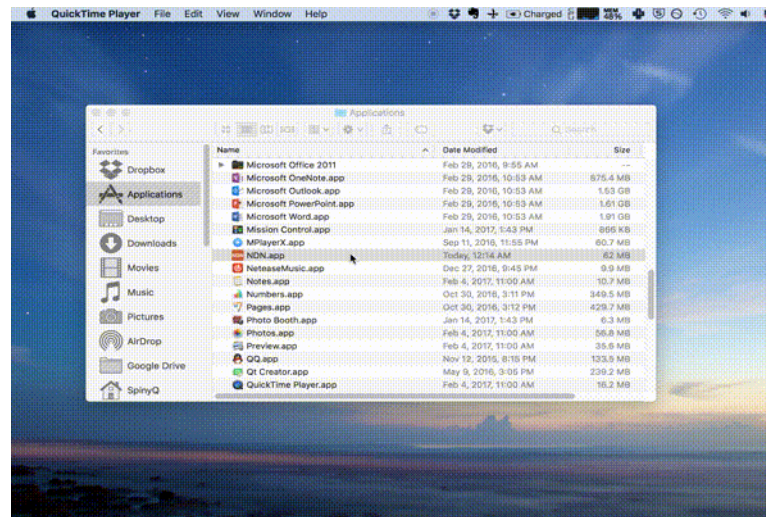 QuickTime Player File Edit View Window Help Charged MEM 48%
Applications
Search
Favorites
Dropbox
Applications
Desktop
Downloads
Movies
Music
Pictures
AirDrop
Google Drive
SpinyQ
Name Date Modified Size
Microsoft Office 2011 Feb 29, 2016, 9:55 AM --
Microsoft OneNote.app Feb 29, 2016, 10:53 AM 875.4 MB
Microsoft Outlook.app Feb 29, 2016, 10:53 AM 1.53 GB
Microsoft PowerPoint.app Feb 29, 2016, 10:53 AM 1.61 GB
Microsoft Word.app Feb 29, 2016, 10:53 AM 1.91 GB
Mission Control.app Jan 14, 2017, 1:43 PM 866 KB
MPlayerX.app Sep 11, 2016, 11:55 PM 60.7 MB
NDN.app Today, 12:14 AM 62 MB
NeteaseMusic.app Dec 27, 2016, 9:45 PM 9.9 MB
Notes.app Feb 4, 2017, 11:00 AM 10.7 MB
Numbers.app Oct 30, 2016, 3:11 PM 349.5 MB
Pages.app Oct 30, 2016, 3:12 PM 429.7 MB
Photo Booth.app Jan 14, 2017, 1:43 PM 6.3 MB
Photos.app Feb 4, 2017, 11:00 AM 56.8 MB
Preview.app Feb 4, 2017, 11:00 AM 35.6 MB
QQ.app Nov 12, 2015, 8:15 PM 133.5 MB
Qt Creator.app May 9, 2016, 3:05 PM 239.2 MB
QuickTime Player.app Feb 4, 2017, 11:00 AM 16.2 MB